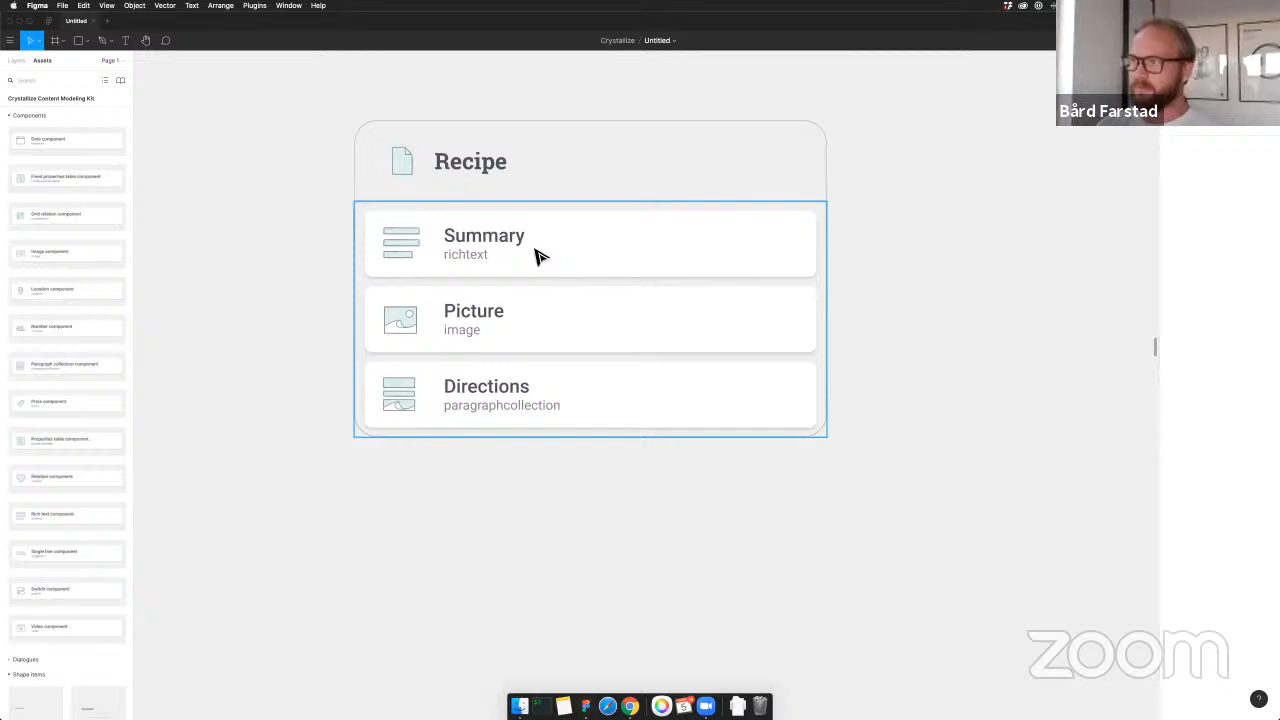 Figma File Edit View Object Vector Text Arrange Plugins Window Help
Untitled
Crystallize / Untitled
Layers Assets Page 1
Search
Crystallize Content Modeling Kit
Components
Date component
Fixed properties table component
Grid relation component
Image component
Location component
Number component
Paragraph collection component
Price component
Properties table component
Relation component
Rich text component
Single line component
Switch component
Video component
Dialogues
Shape items
Recipe
Summary
richtext
Picture
image
Directions
paragraphcollection
Bård Farstad
zoom